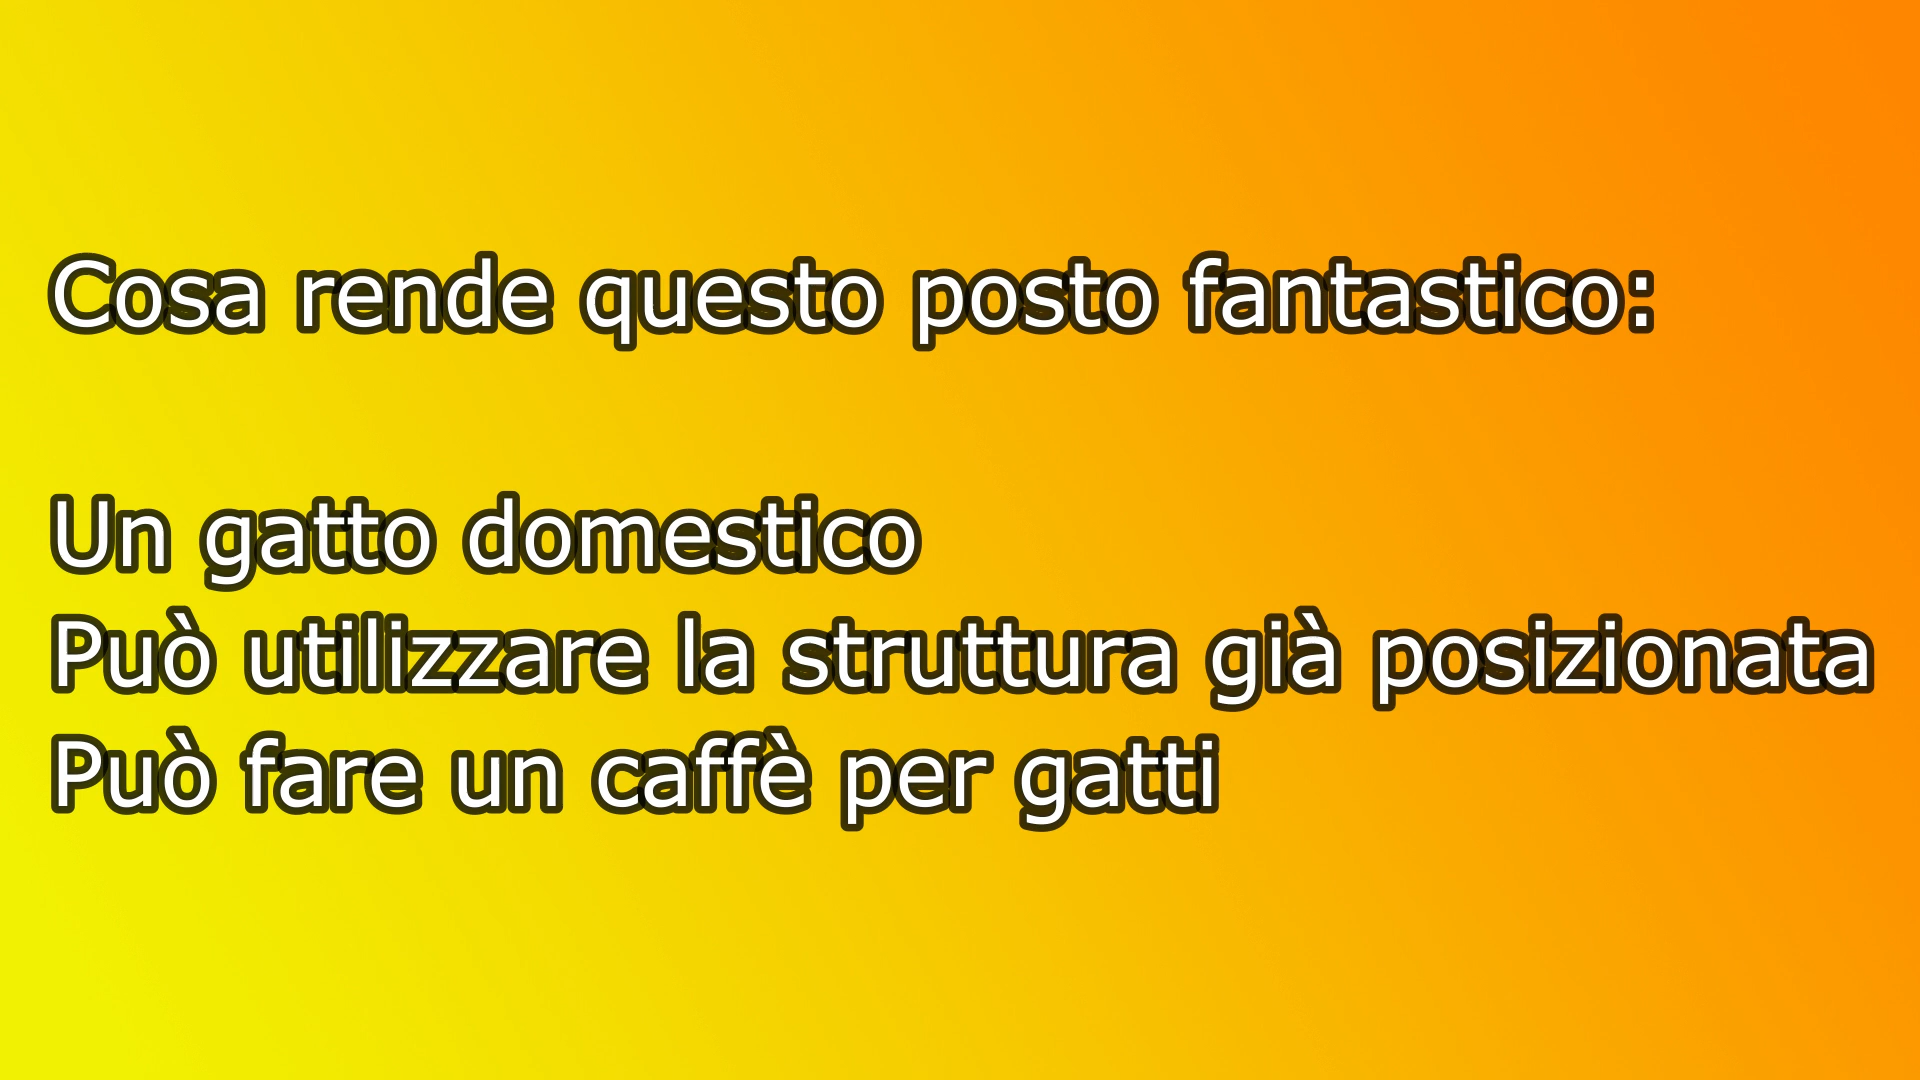 Cosa rende questo posto fantastico:
Un gatto domestico
Può utilizzare la struttura già posizionata
Può fare un caffè per gatti